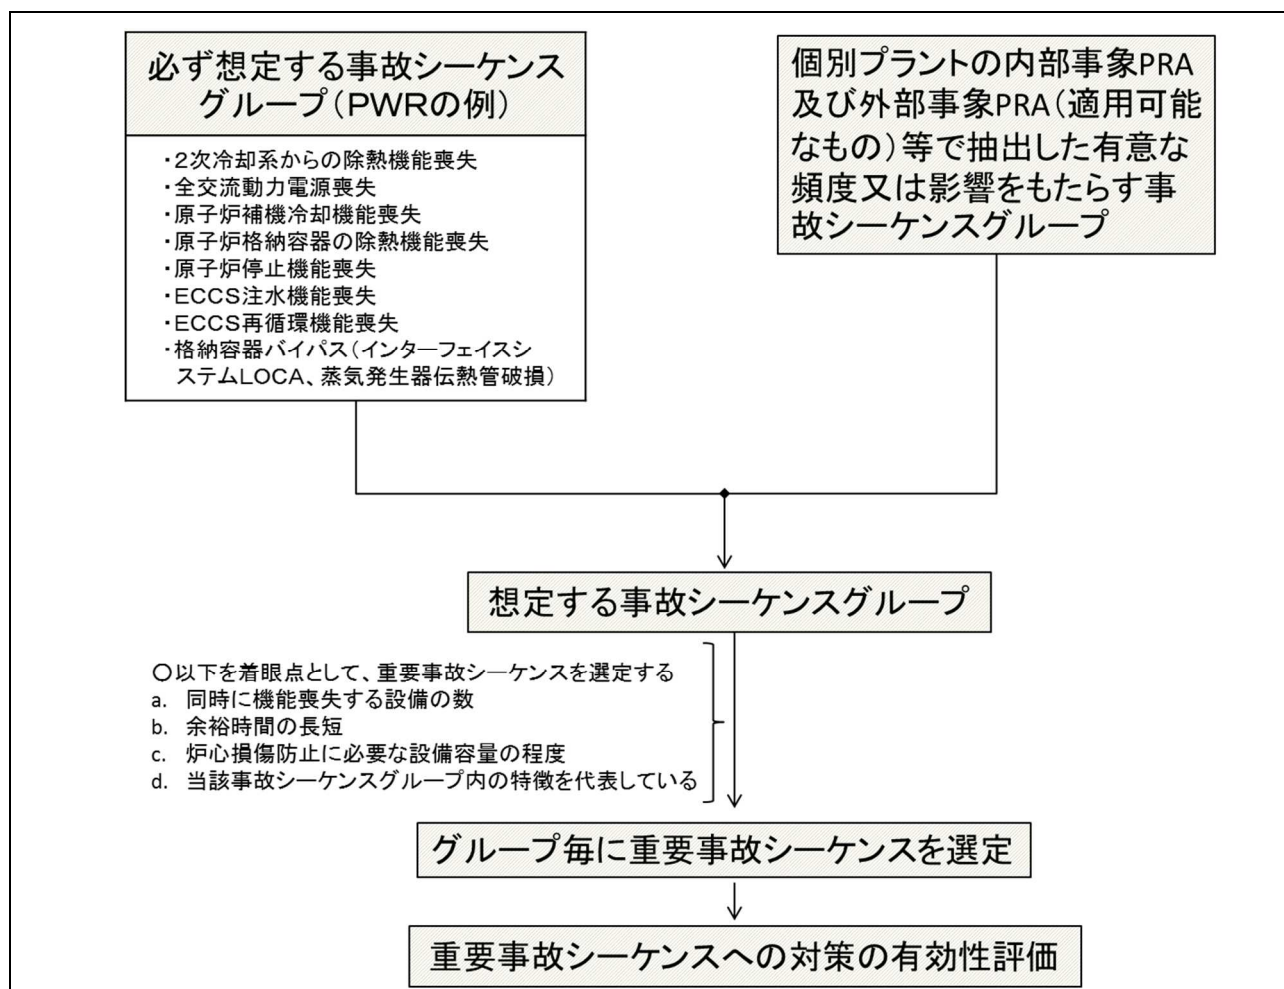 必ず想定する事故シーケンス
グループ(PWRの例)
・2次冷却系からの除熱機能喪失
・全交流動力電源喪失
・原子炉補機冷却機能喪失
・原子炉格納容器の除熱機能喪失
・原子炉停止機能喪失
・ECCS注水機能喪失
・ECCS再循環機能喪失
・格納容器バイパス(インターフェイスシ
ステムLOCA、蒸気発生器伝熱管破損)
個別プラントの内部事象PRA
及び外部事象PRA(適用可能
なもの)等で抽出した有意な
頻度又は影響をもたらす事
故シーケンスグループ
想定する事故シーケンスグループ
○以下を着眼点として、重要事故シーケンスを選定する
a. 同時に機能喪失する設備の数
b. 余裕時間の長短
c. 炉心損傷防止に必要な設備容量の程度
d. 当該事故シーケンスグループ内の特徴を代表している
グループ毎に重要事故シーケンスを選定
重要事故シーケンスへの対策の有効性評価